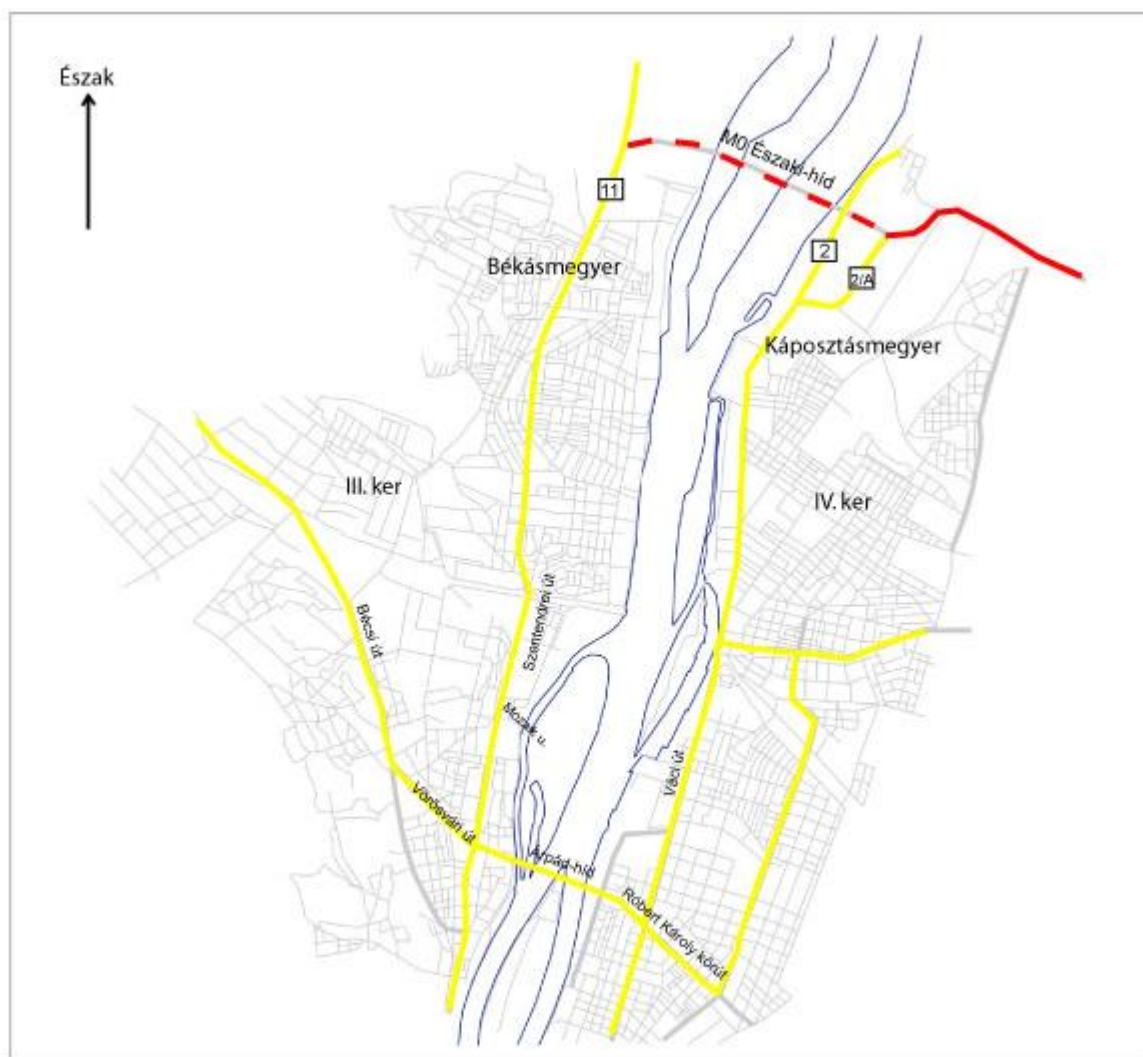 Észak
M0 Északi-híd
11
2
Békásmegyer
2/A
Káposztásmegyer
III. ker
IV. ker
Bécsi út
Szentendrei út
Mozaik u.
Váci út
Vörösvári út
Árpád-híd
Róbert Károly körút